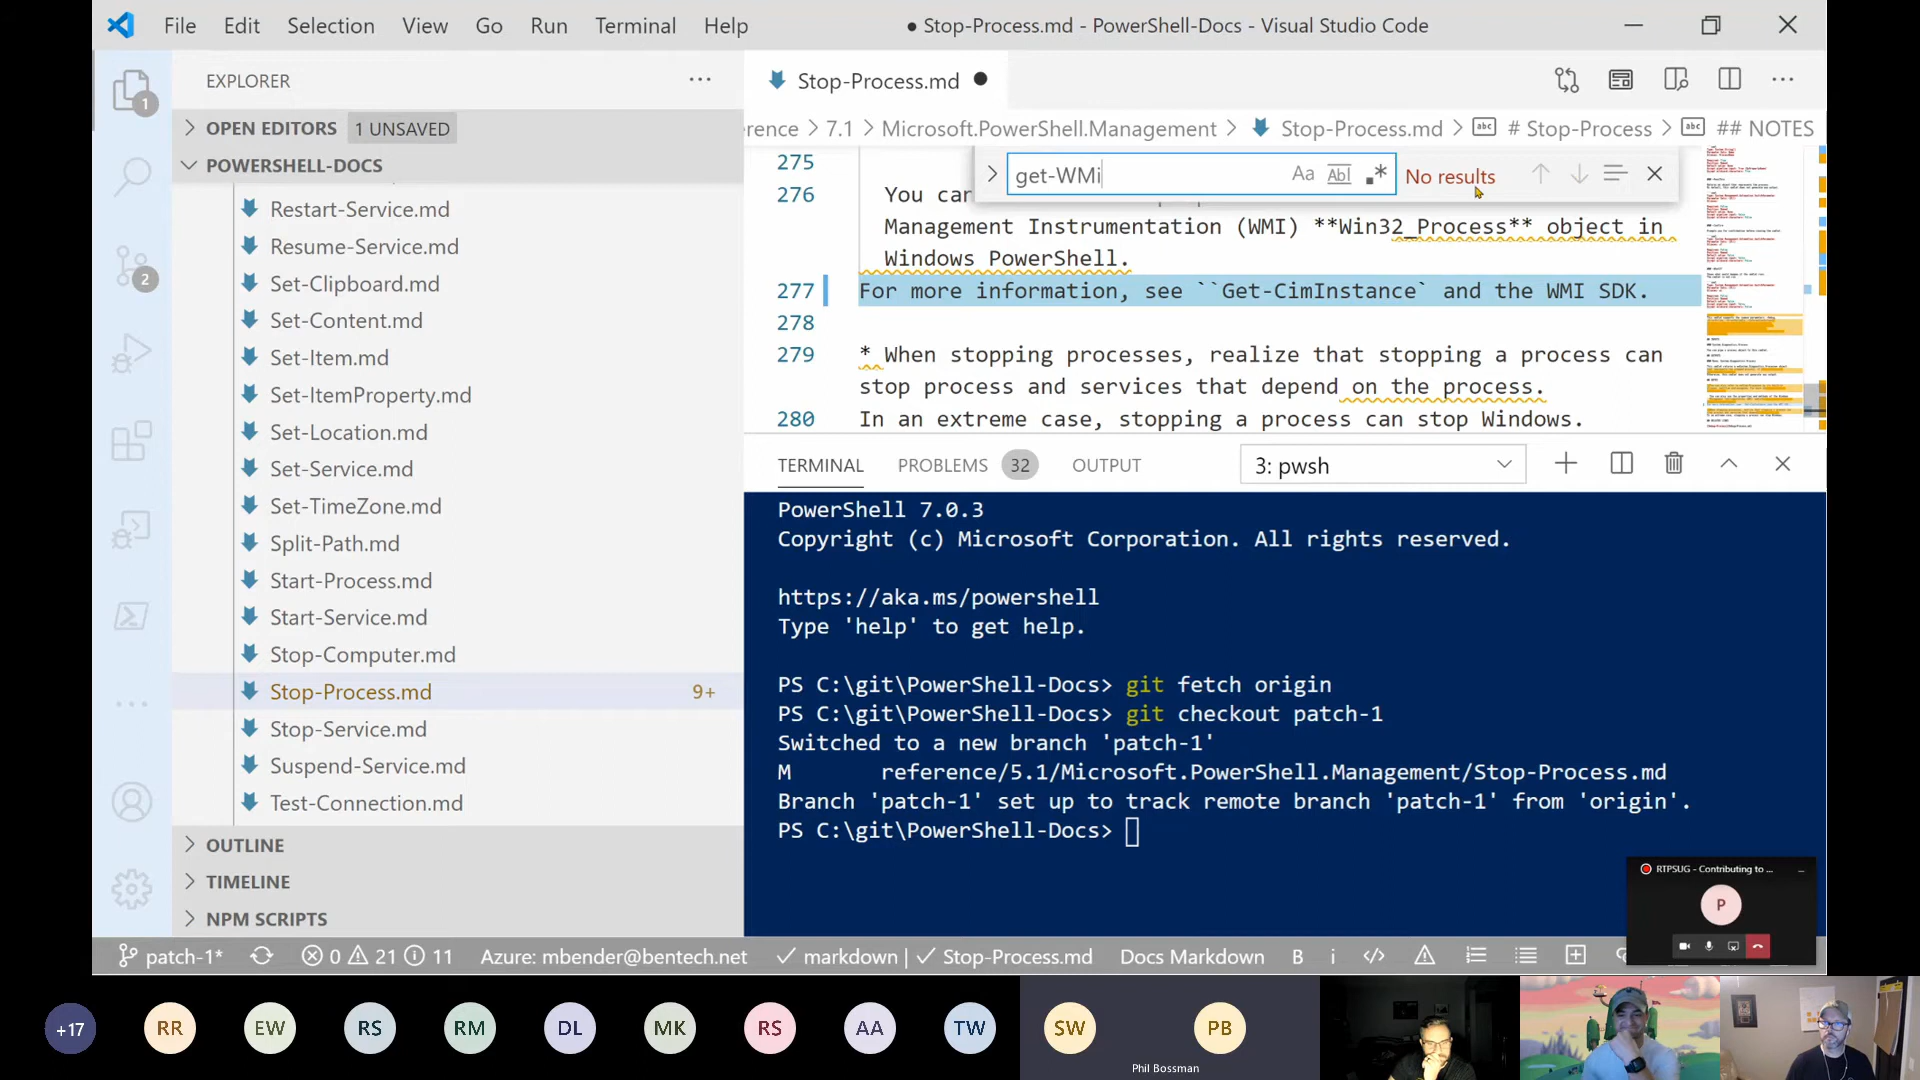 File Edit Selection View Go Run Terminal Help
● Stop-Process.md - PowerShell-Docs - Visual Studio Code
EXPLORER
OPEN EDITORS 1 UNSAVED
POWERSHELL-DOCS
Restart-Service.md
Resume-Service.md
Set-Clipboard.md
Set-Content.md
Set-Item.md
Set-ItemProperty.md
Set-Location.md
Set-Service.md
Set-TimeZone.md
Split-Path.md
Start-Process.md
Start-Service.md
Stop-Computer.md
Stop-Process.md 9+
Stop-Service.md
Suspend-Service.md
Test-Connection.md
OUTLINE
TIMELINE
NPM SCRIPTS
1
2
Stop-Process.md
rence > 7.1 > Microsoft.PowerShell.Management > Stop-Process.md > abc # Stop-Process > abc ## NOTES
get-WMi Aa Abl .* No results
275
276 You car
Management Instrumentation (WMI) **Win32_Process** object in
Windows PowerShell.
277 For more information, see ``Get-CimInstance` and the WMI SDK.
278
279 * When stopping processes, realize that stopping a process can
stop process and services that depend on the process.
280 In an extreme case, stopping a process can stop Windows.
TERMINAL PROBLEMS 32 OUTPUT 3: pwsh
PowerShell 7.0.3
Copyright (c) Microsoft Corporation. All rights reserved.
https://aka.ms/powershell
Type 'help' to get help.
PS C:\git\PowerShell-Docs> git fetch origin
PS C:\git\PowerShell-Docs> git checkout patch-1
Switched to a new branch 'patch-1'
M reference/5.1/Microsoft.PowerShell.Management/Stop-Process.md
Branch 'patch-1' set up to track remote branch 'patch-1' from 'origin'.
PS C:\git\PowerShell-Docs>
RTPSUG - Contributing to ...
P
patch-1* 0 21 11 Azure: mbender@bentech.net ✓ markdown | ✓ Stop-Process.md Docs Markdown B i </>
+17 RR EW RS RM DL MK RS AA TW SW PB
Phil Bossman